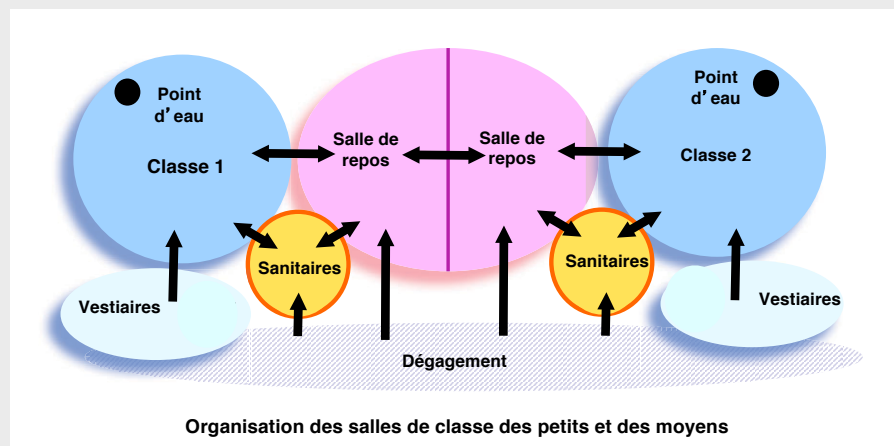 Point
d'eau
Classe 1
Salle de
repos
Salle de
repos
Point
d'eau
Classe 2
Sanitaires
Sanitaires
Vestiaires
Vestiaires
Dégagement
Organisation des salles de classe des petits et des moyens